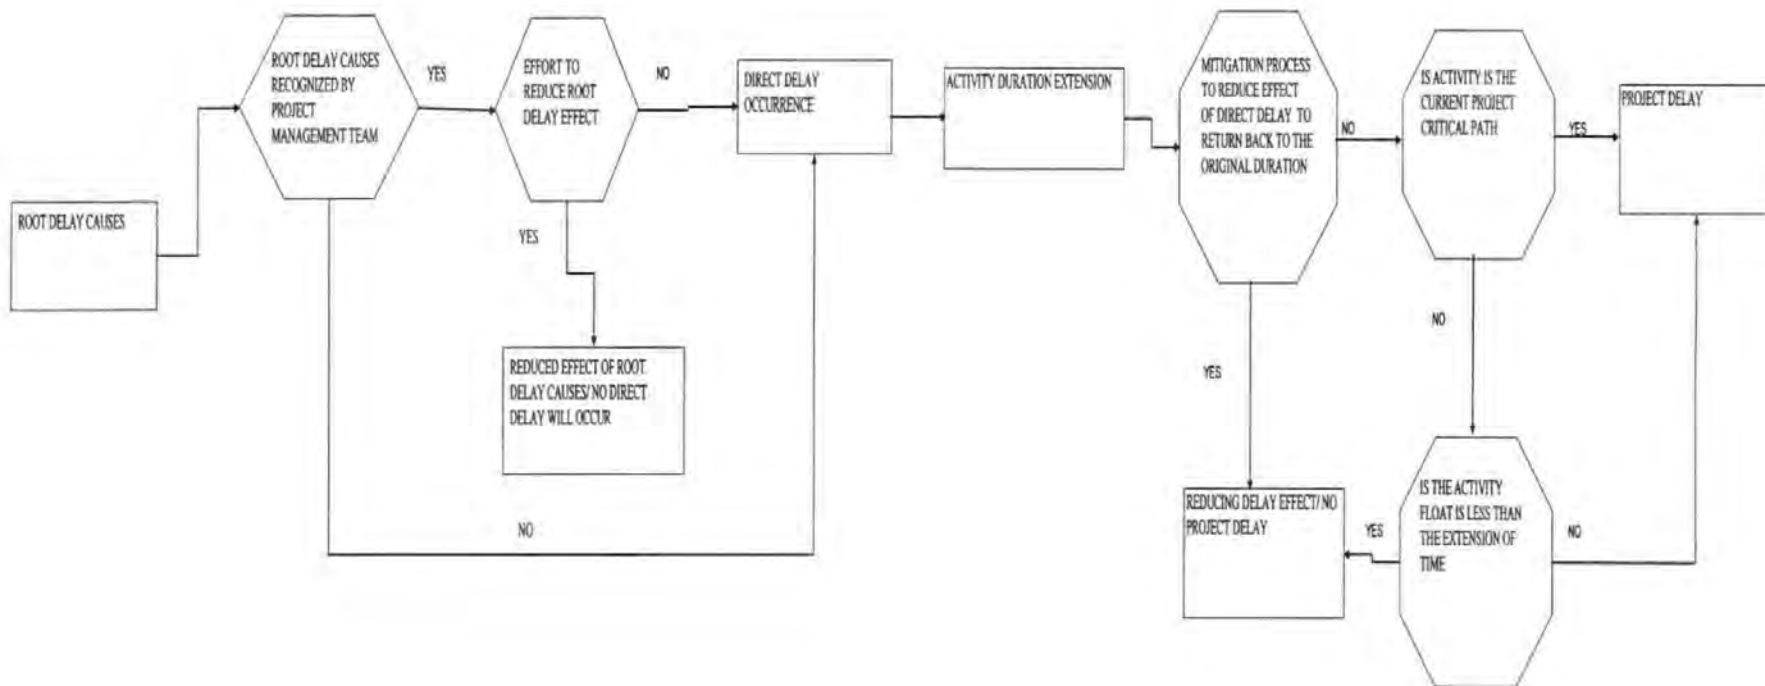 ROOT DELAY CAUSES
ROOT DELAY CAUSES
RECOGNIZED BY
PROJECT
MANAGEMENT TEAM
YES
NO
EFFORT TO
REDUCE ROOT
DELAY EFFECT
NO
YES
REDUCED EFFECT OF ROOT
DELAY CAUSES/ NO DIRECT
DELAY WILL OCCUR
DIRECT DELAY
OCCURRENCE
ACTIVITY DURATION EXTENSION
MITIGATION PROCESS
TO REDUCE EFFECT
OF DIRECT DELAY TO
RETURN BACK TO THE
ORIGINAL DURATION
NO
YES
IS ACTIVITY IS THE
CURRENT PROJECT
CRITICAL PATH
YES
NO
PROJECT DELAY
REDUCING DELAY EFFECT/ NO
PROJECT DELAY
YES
IS THE ACTIVITY
FLOAT IS LESS THAN
THE EXTENSION OF
TIME
NO